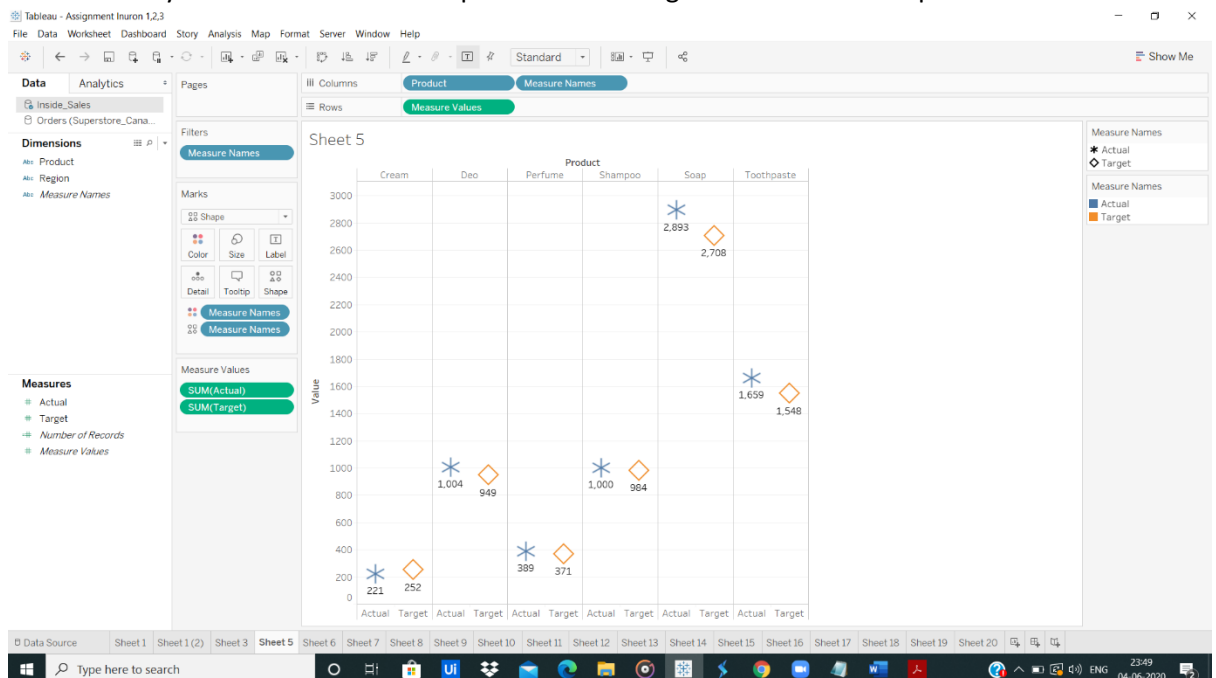 Tableau - Assignment Inuron 1,2,3
File Data Worksheet Dashboard Story Analysis Map Format Server Window Help
Standard
Show Me
Data Analytics
Inside_Sales
Orders (Superstore_Cana...
Dimensions
Abc Product
Abc Region
Abc Measure Names
Measures
# Actual
# Target
=# Number of Records
# Measure Values
Pages
Filters
Measure Names
Marks
Shape
Color Size Label
Detail Tooltip Shape
Measure Names
Measure Names
Measure Values
SUM(Actual)
SUM(Target)
Columns Product Measure Names
Rows Measure Values
Sheet 5
Product
Cream Deo Perfume Shampoo Soap Toothpaste
Value
3000
2800
2600
2400
2200
2000
1800
1600
1400
1200
1000
800
600
400
200
0
2,893
2,708
1,659
1,548
1,004
949
1,000
984
389
371
221
252
Actual Target Actual Target Actual Target Actual Target Actual Target Actual Target
Measure Names
Actual
Target
Measure Names
Actual
Target
Data Source Sheet 1 Sheet 1 (2) Sheet 3 Sheet 5 Sheet 6 Sheet 7 Sheet 8 Sheet 9 Sheet 10 Sheet 11 Sheet 12 Sheet 13 Sheet 14 Sheet 15 Sheet 16 Sheet 17 Sheet 18 Sheet 19 Sheet 20
Type here to search
Ui
ENG
23:49
04-06-2020